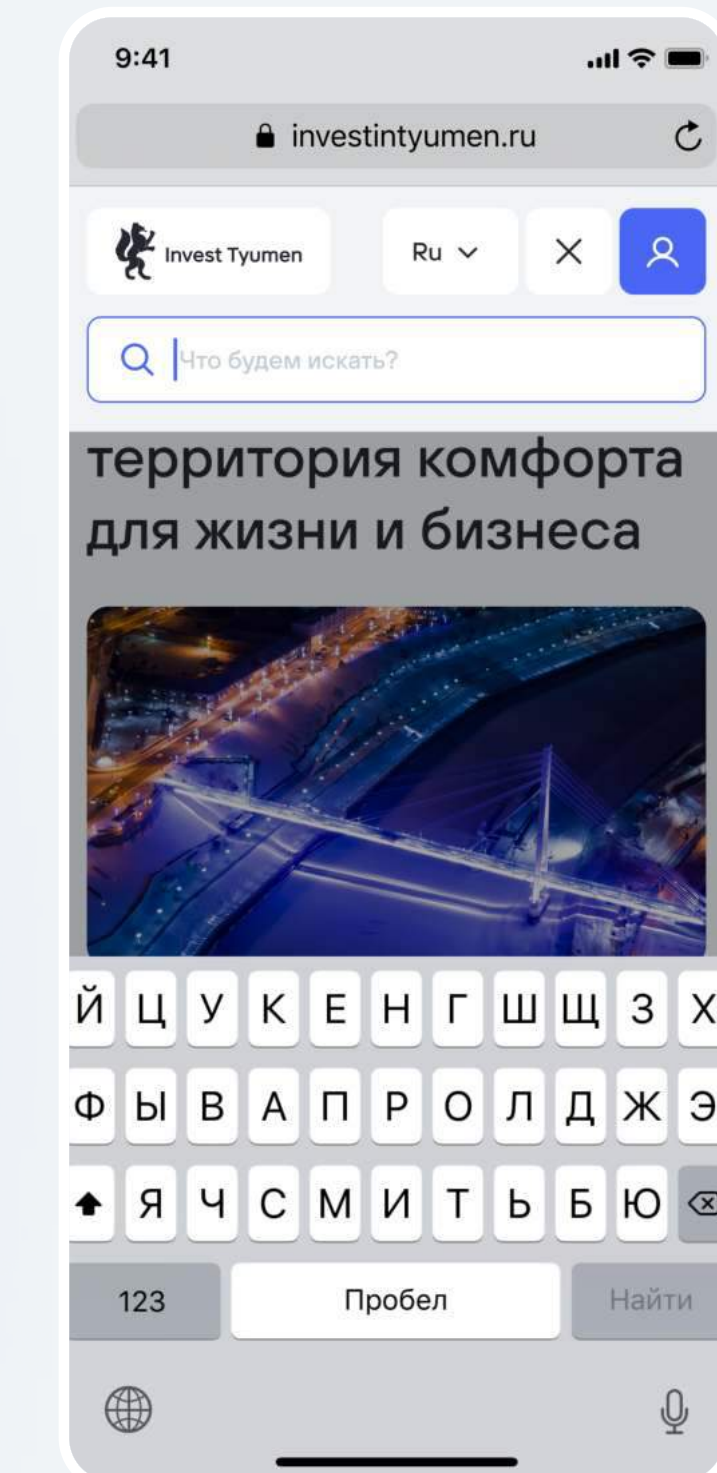 9:41
investintyumen.ru
Invest Tyumen
Ru
Что будем искать?
территория комфорта
для жизни и бизнеса
Й Ц У К Е Н Г Ш Щ З Х
Ф Ы В А П Р О Л Д Ж Э
Я Ч С М И Т Ь Б Ю
123 Пробел Найти